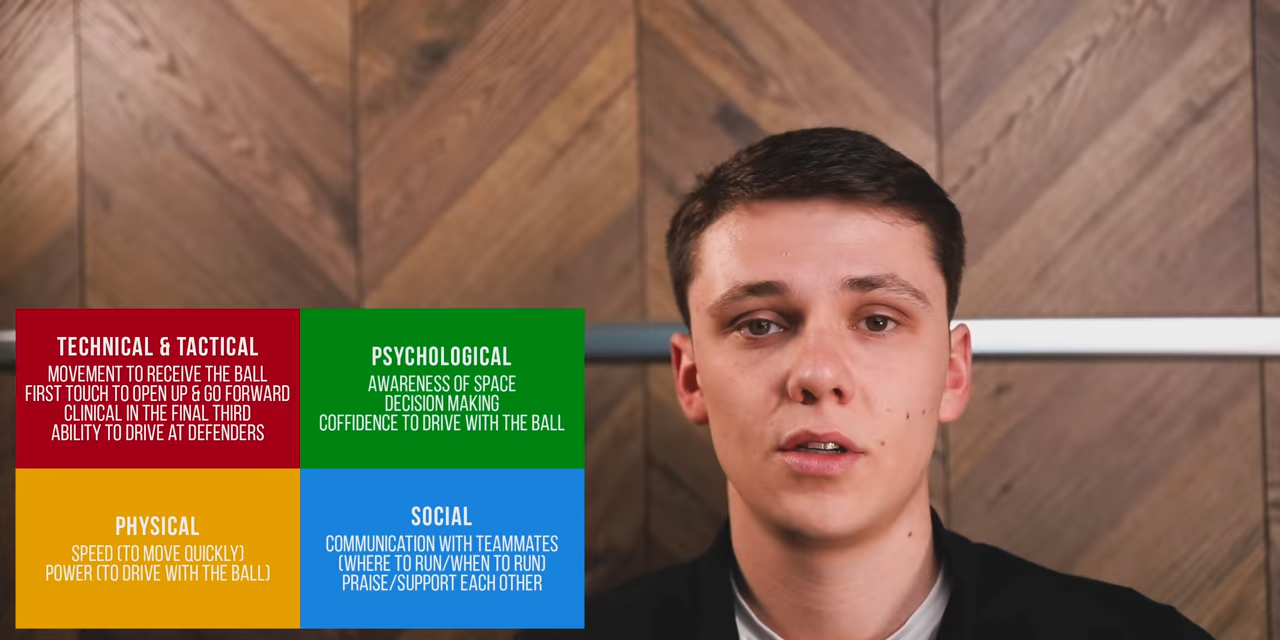 TECHNICAL & TACTICAL
MOVEMENT TO RECEIVE THE BALL
FIRST TOUCH TO OPEN UP & GO FORWARD
CLINICAL IN THE FINAL THIRD
ABILITY TO DRIVE AT DEFENDERS
PSYCHOLOGICAL
AWARENESS OF SPACE
DECISION MAKING
COFFIDENCE TO DRIVE WITH THE BALL
PHYSICAL
SPEED (TO MOVE QUICKLY)
POWER (TO DRIVE WITH THE BALL)
SOCIAL
COMMUNICATION WITH TEAMMATES
(WHERE TO RUN/WHEN TO RUN)
PRAISE/SUPPORT EACH OTHER